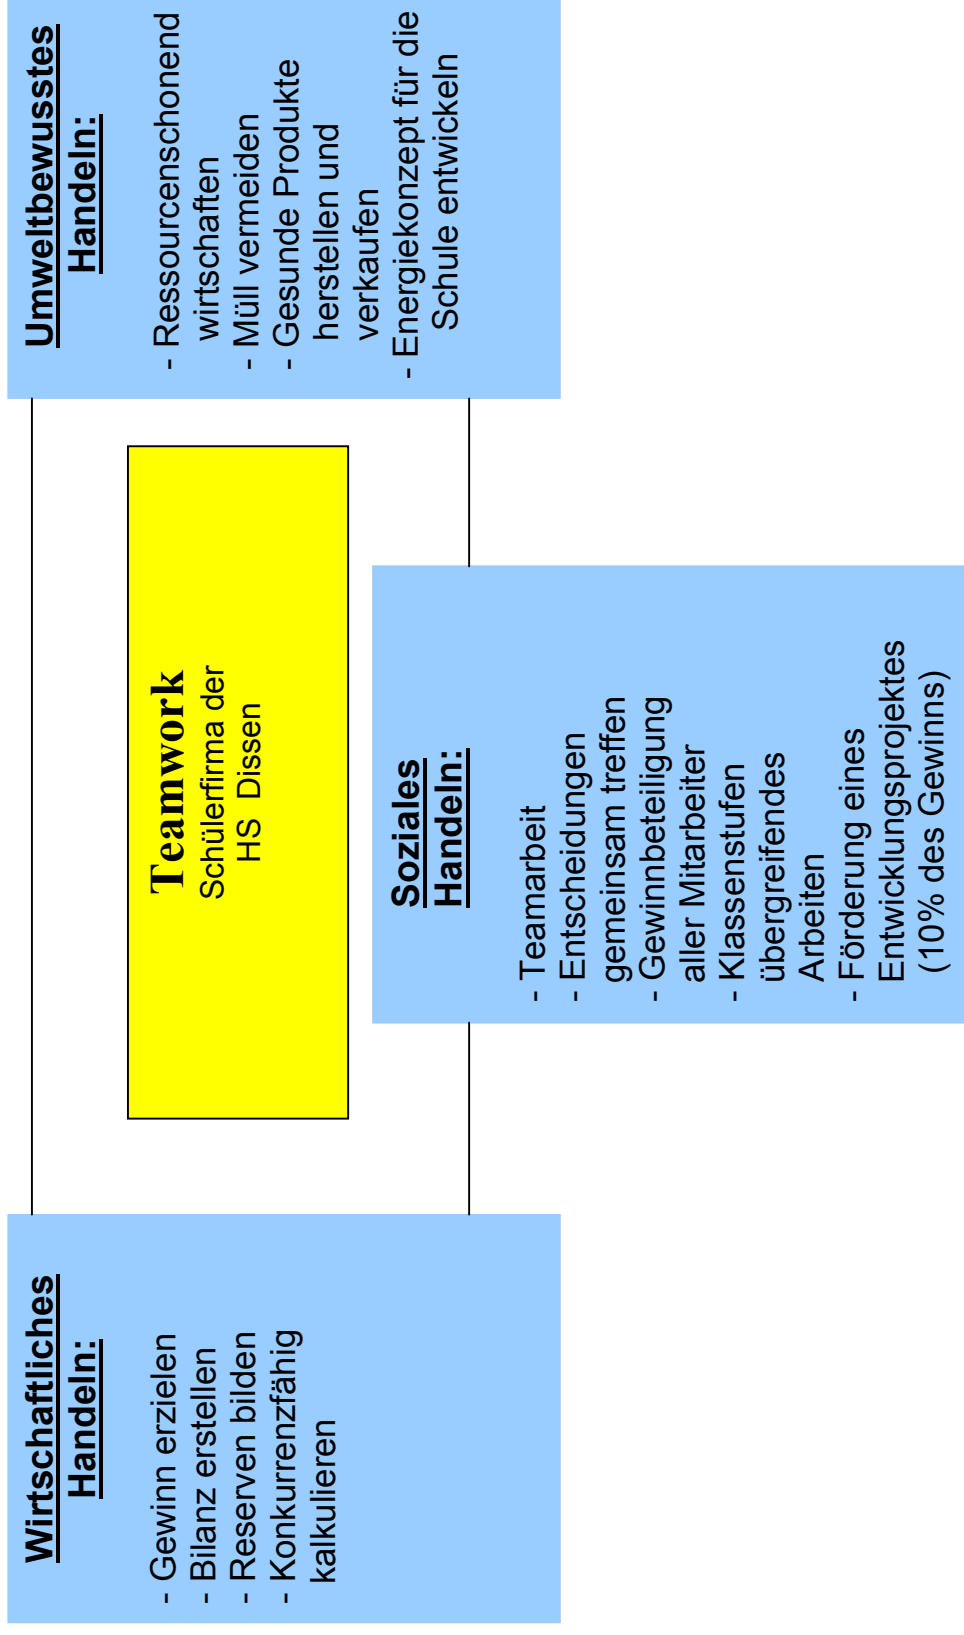 Wirtschaftliches
Handeln:
- Gewinn erzielen
- Bilanz erstellen
- Reserven bilden
- Konkurrenzfähig
kalkulieren
Teamwork
Schülerfirma der
HS Dissen
Soziales
Handeln:
- Teamarbeit
- Entscheidungen
gemeinsam treffen
- Gewinnbeteiligung
aller Mitarbeiter
- Klassenstufen
übergreifendes
Arbeiten
- Förderung eines
Entwicklungsprojektes
(10% des Gewinns)
Umweltbewusstes
Handeln:
- Ressourcenschonend
wirtschaften
- Müll vermeiden
- Gesunde Produkte
herstellen und
verkaufen
- Energiekonzept für die
Schule entwickeln